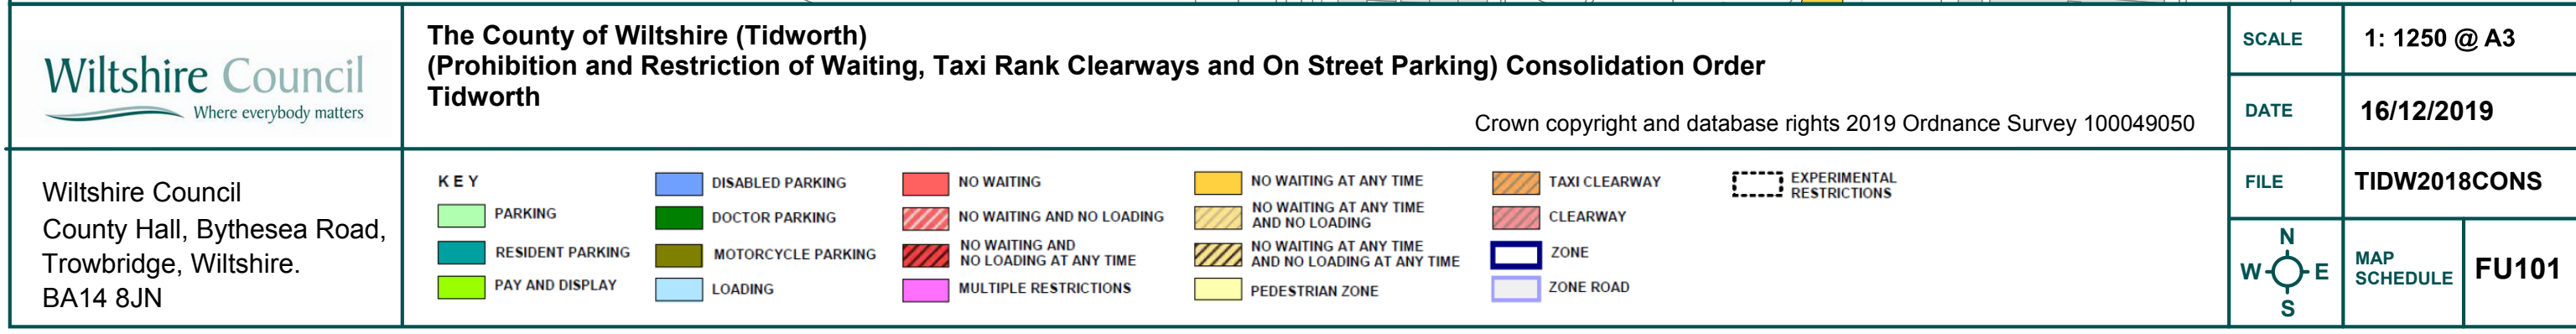 Wiltshire Council
Where everybody matters
The County of Wiltshire (Tidworth)
(Prohibition and Restriction of Waiting, Taxi Rank Clearways and On Street Parking) Consolidation Order
Tidworth
Crown copyright and database rights 2019 Ordnance Survey 100049050
SCALE
1: 1250 @ A3
DATE
16/12/2019
Wiltshire Council
County Hall, Bythesea Road,
Trowbridge, Wiltshire.
BA14 8JN
KEY
PARKING
RESIDENT PARKING
PAY AND DISPLAY
DISABLED PARKING
DOCTOR PARKING
MOTORCYCLE PARKING
LOADING
NO WAITING
NO WAITING AND NO LOADING
NO WAITING AND
NO LOADING AT ANY TIME
MULTIPLE RESTRICTIONS
NO WAITING AT ANY TIME
NO WAITING AT ANY TIME
AND NO LOADING
NO WAITING AT ANY TIME
AND NO LOADING AT ANY TIME
PEDESTRIAN ZONE
TAXI CLEARWAY
CLEARWAY
ZONE
ZONE ROAD
EXPERIMENTAL
RESTRICTIONS
FILE
TIDW2018CONS
N
W E
S
MAP
SCHEDULE
FU101